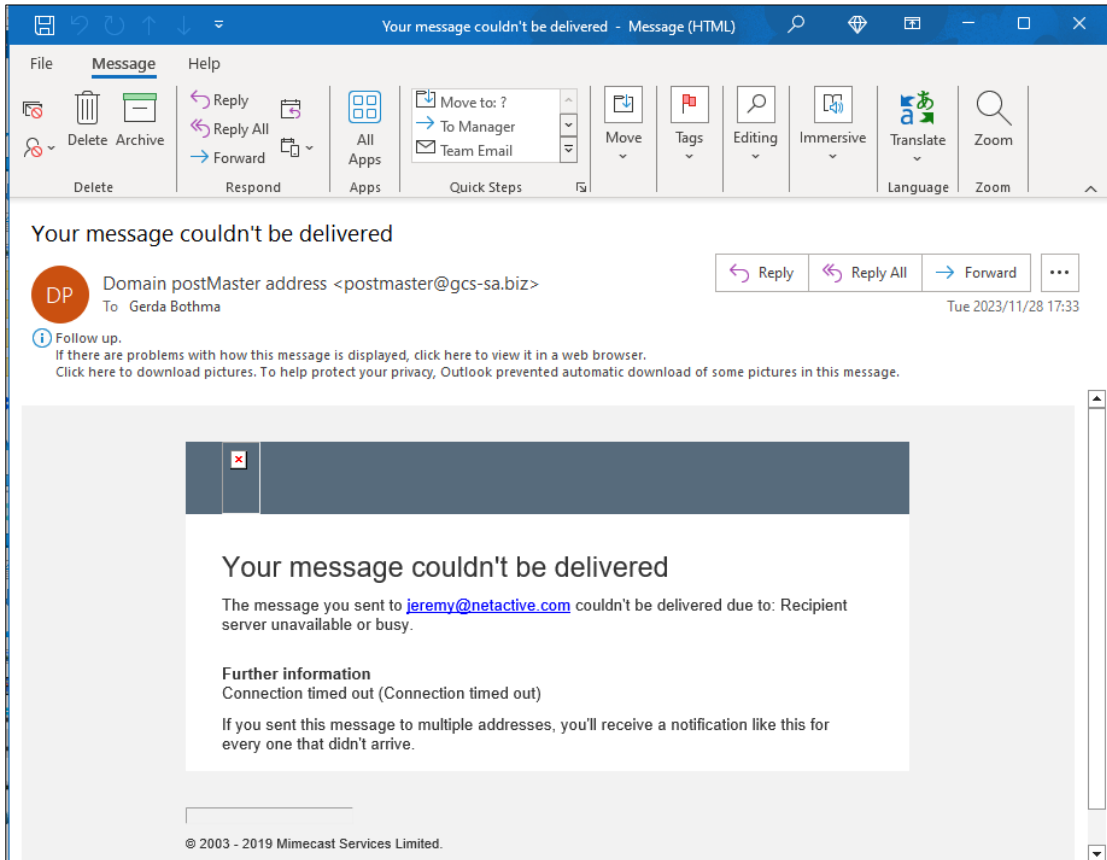 Your message couldn't be delivered - Message (HTML)
File Message Help
Delete Archive
Reply
Reply All
Forward
All Apps
Move to: ?
To Manager
Team Email
Move
Tags
Editing
Immersive
Translate
Zoom
Delete Respond Apps Quick Steps Language Zoom
Your message couldn't be delivered
DP
Domain postMaster address <postmaster@gcs-sa.biz>
To Gerda Bothma
Reply Reply All Forward
Tue 2023/11/28 17:33
Follow up.
If there are problems with how this message is displayed, click here to view it in a web browser.
Click here to download pictures. To help protect your privacy, Outlook prevented automatic download of some pictures in this message.
Your message couldn't be delivered
The message you sent to jeremy@netactive.com couldn't be delivered due to: Recipient
server unavailable or busy.
Further information
Connection timed out (Connection timed out)
If you sent this message to multiple addresses, you'll receive a notification like this for
every one that didn't arrive.
© 2003 - 2019 Mimecast Services Limited.